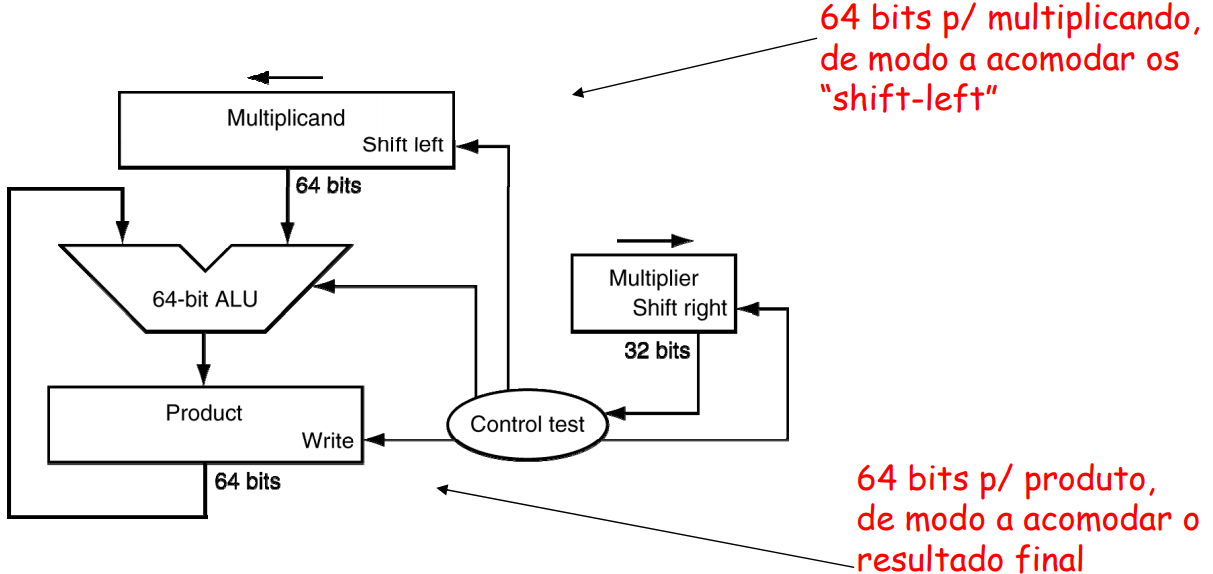 64 bits p/ multiplicando,
de modo a acomodar os
“shift-left”
Multiplicand
Shift left
64 bits
64-bit ALU
Multiplier
Shift right
32 bits
Product
Write
64 bits
Control test
64 bits p/ produto,
de modo a acomodar o
resultado final